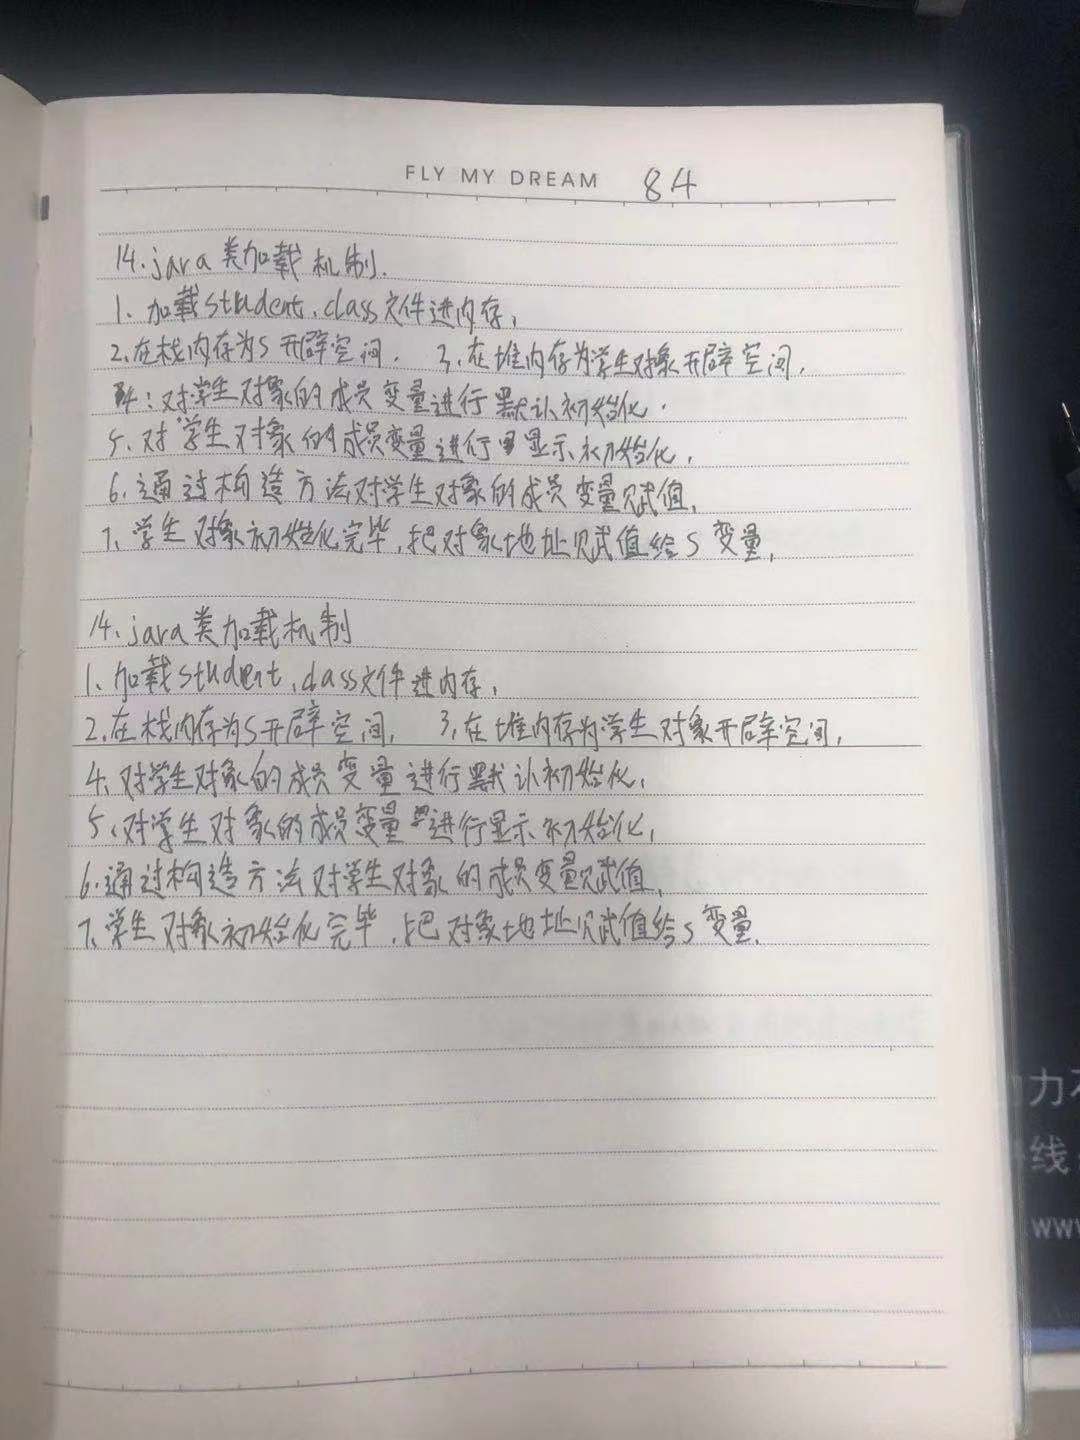 FLY MY DREAM 84
14.java类加载机制.
1、加载student.class文件进内存,
2、在栈内存为s开辟空间. 3、在堆内存为学生对象开辟空间,
4:对学生对象的成员变量进行默认初始化.
5、对学生对象的成员变量进行显示初始化,
6、通过构造方法对学生对象的成员变量赋值,
7、学生对象初始化完毕,把对象地址赋值给s变量,
14、java类加载机制
1、加载student.class文件进内存,
2、在栈内存为s开辟空间, 3、在堆内存为学生对象开辟空间,
4、对学生对象的成员变量进行默认初始化,
5、对学生对象的成员变量进行显示初始化,
6、通过构造方法对学生对象的成员变量赋值,
7、学生对象初始化完毕,把对象地址赋值给s变量.
力
线
www